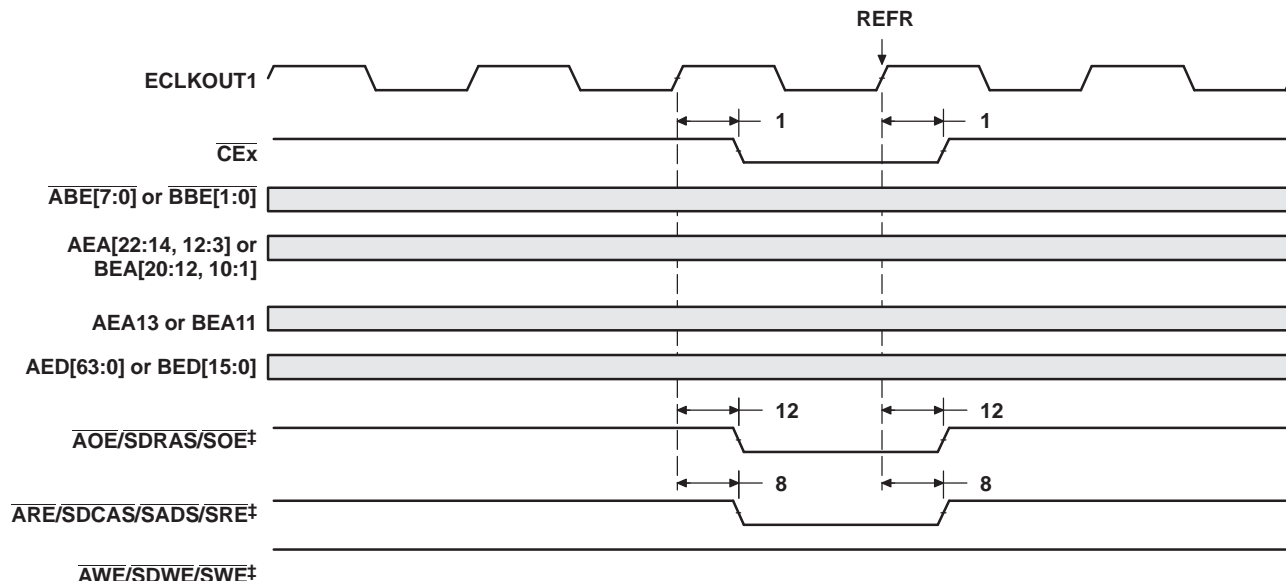 REFR
ECLKOUT1
1 1
CEx
ABE[7:0] or BBE[1:0]
AEA[22:14, 12:3] or
BEA[20:12, 10:1]
AEA13 or BEA11
AED[63:0] or BED[15:0]
12 12
AOE/SDRAS/SOE‡
8 8
ARE/SDCAS/SADS/SRE‡
AWE/SDWE/SWE‡